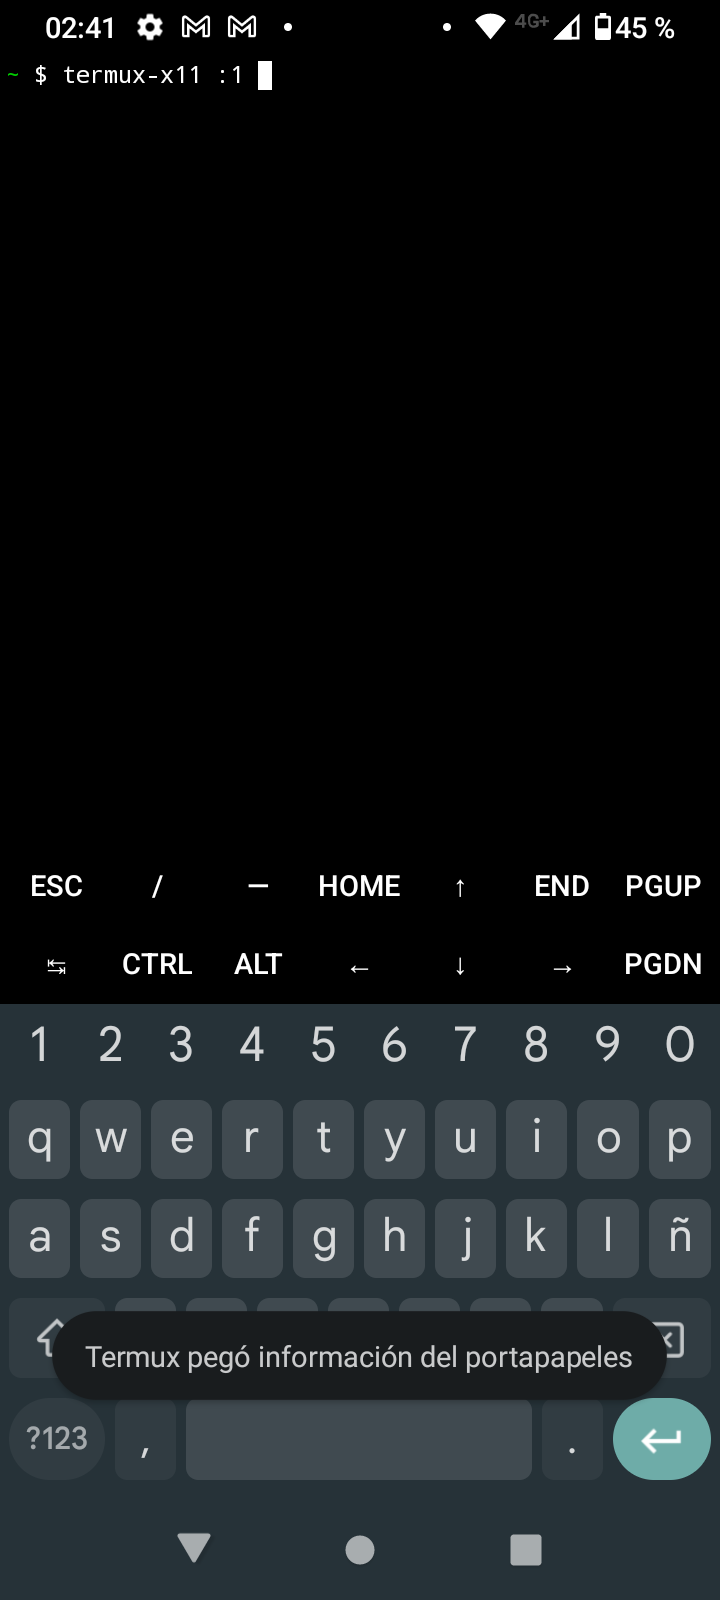 02:41 4G+ 45 %
~ $ termux-x11 :1
ESC / — HOME ↑ END PGUP
↹ CTRL ALT ← ↓ → PGDN
1 2 3 4 5 6 7 8 9 0
q w e r t y u i o p
a s d f g h j k l ñ
Termux pegó información del portapapeles
?123 , .